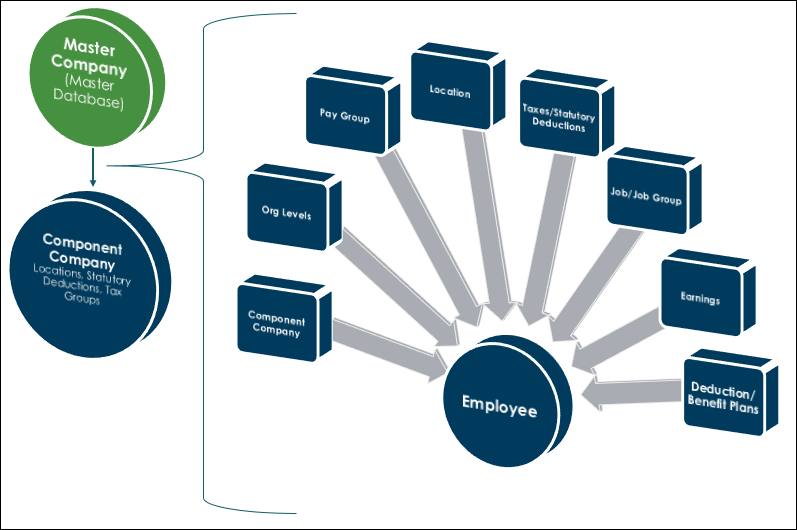 Master
Company
(Master
Database)
Component
Company
Locations, Statutory
Deductions, Tax
Groups
Component
Company
Org Levels
Pay Group
Location
Taxes/Statutory
Deductions
Job/Job Group
Earnings
Deduction/
Benefit Plans
Employee